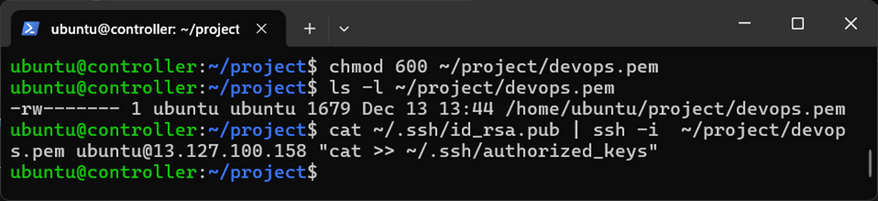 ubuntu@controller: ~/project
ubuntu@controller:~/project$ chmod 600 ~/project/devops.pem
ubuntu@controller:~/project$ ls -l ~/project/devops.pem
-rw------- 1 ubuntu ubuntu 1679 Dec 13 13:44 /home/ubuntu/project/devops.pem
ubuntu@controller:~/project$ cat ~/.ssh/id_rsa.pub | ssh -i  ~/project/devop
s.pem ubuntu@13.127.100.158 "cat >> ~/.ssh/authorized_keys"
ubuntu@controller:~/project$